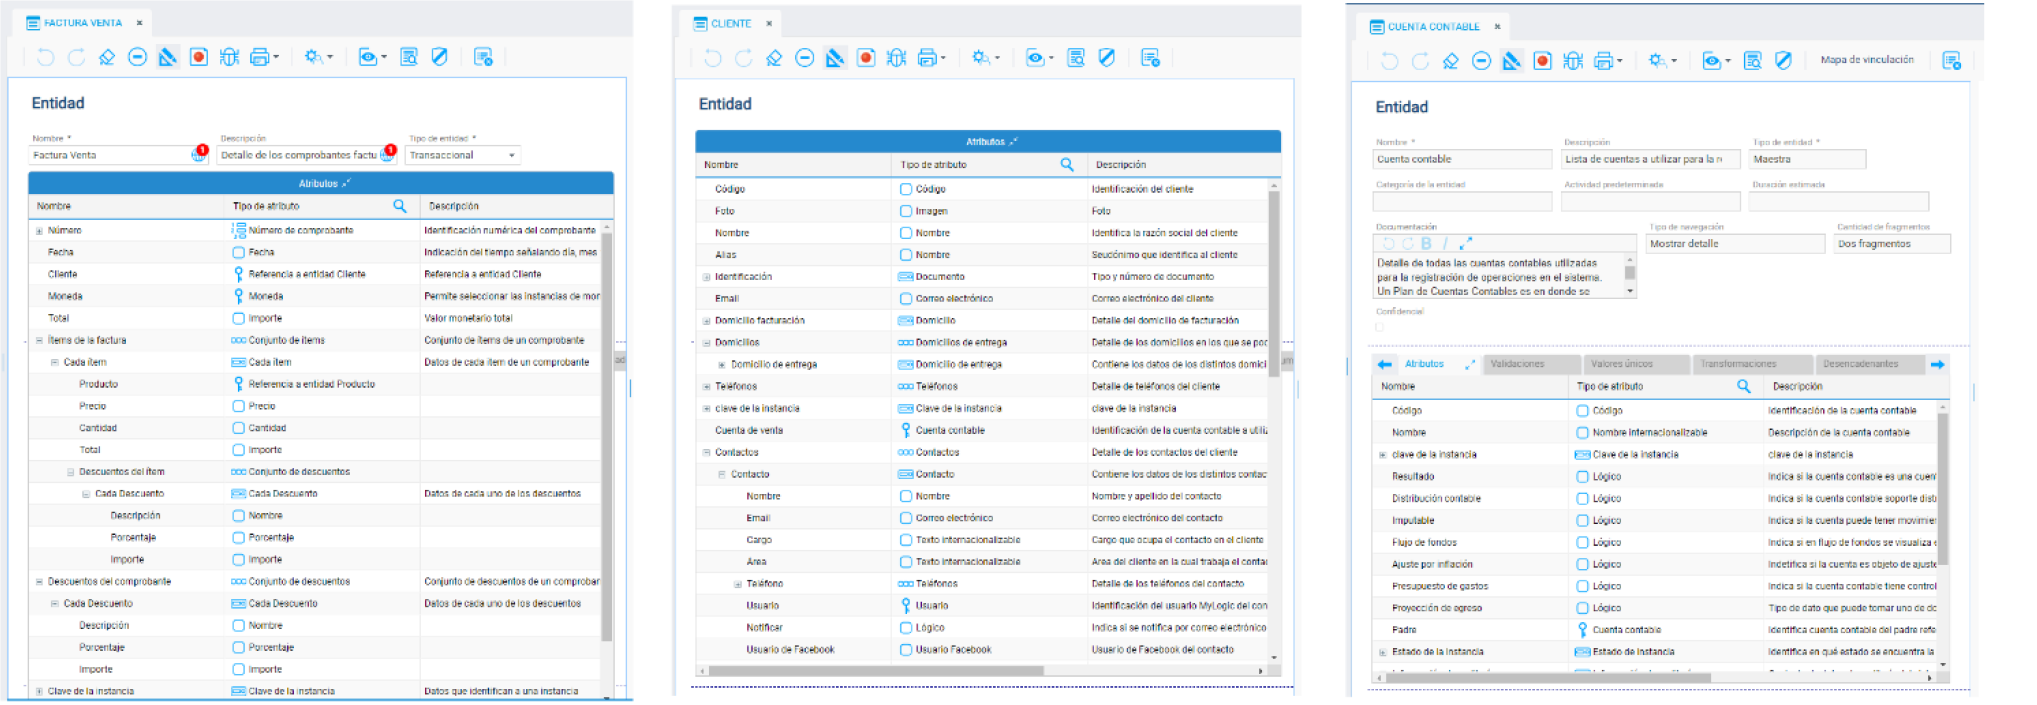 FACTURA VENTA ×
Entidad
Nombre *
Descripción
Tipo de entidad *
Factura Venta
1
Detalle de los comprobantes factu
1
Transaccional
Atributos
Nombre Tipo de atributo Descripción
Número Número de comprobante Identificación numérica del comprobante
Fecha Fecha Indicación del tiempo señalando día, mes
Cliente Referencia a entidad Cliente Referencia a entidad Cliente
Moneda Moneda Permite seleccionar las instancias de mor
Total Importe Valor monetario total
Ítems de la factura Conjunto de ítems Conjunto de ítems de un comprobante
Cada ítem Cada ítem Datos de cada ítem de un comprobante
Producto Referencia a entidad Producto
Precio Precio
Cantidad Cantidad
Total Importe
Descuentos del ítem Conjunto de descuentos
Cada Descuento Cada Descuento Datos de cada uno de los descuentos
Descripción Nombre
Porcentaje Porcentaje
Importe Importe
Descuentos del comprobante Conjunto de descuentos Conjunto de descuentos de un comprobar
Cada Descuento Cada Descuento Datos de cada uno de los descuentos
Descripción Nombre
Porcentaje Porcentaje
Importe Importe
Clave de la instancia Clave de la instancia Datos que identifican a una instancia
ad
CLIENTE ×
Entidad
Atributos
Nombre Tipo de atributo Descripción
Código Código Identificación del cliente
Foto Imagen Foto
Nombre Nombre Identifica la razón social del cliente
Alias Nombre Seudónimo que identifica al cliente
Identificación Documento Tipo y número de documento
Email Correo electrónico Correo electrónico del cliente
Domicilio facturación Domicilio Detalle del domicilio de facturación
Domicilios Domicilios de entrega Detalle de los domicilios en los que se poc
Domicilio de entrega Domicilio de entrega Contiene los datos de los distintos domici
Teléfonos Teléfonos Detalle de teléfonos del cliente
clave de la instancia Clave de la instancia clave de la instancia
Cuenta de venta Cuenta contable Identificación de la cuenta contable a utiliz
Contactos Contactos Detalle de los contactos del cliente
Contacto Contacto Contiene los datos de los distintos contac
Nombre Nombre Nombre y apellido del contacto
Email Correo electrónico Correo electrónico del contacto
Cargo Texto internacionalizable Cargo que ocupa el contacto en el cliente
Area Texto internacionalizable Area del cliente en la cual trabaja el contac
Teléfono Teléfonos Detalle de los teléfonos del contacto
Usuario Usuario Identificación del usuario MyLogic del con
Notificar Lógico Indica si se notifica por correo electrónico
Usuario de Facebook Usuario Facebook Usuario de Facebook del contacto
um
CUENTA CONTABLE ×
Mapa de vinculación
Entidad
Nombre * Descripción Tipo de entidad *
Cuenta contable Lista de cuentas a utilizar para la r Maestra
Categoría de la entidad Actividad predeterminada Duración estimada
Documentación Tipo de navegación Cantidad de fragmentos
B I Mostrar detalle Dos fragmentos
Detalle de todas las cuentas contables utilizadas
para la registración de operaciones en el sistema.
Un Plan de Cuentas Contables es en donde se
Confidencial
Atributos Validaciones Valores únicos Transformaciones Desencadenantes
Nombre Tipo de atributo Descripción
Código Código Identificación de la cuenta contable
Nombre Nombre internacionalizable Descripción de la cuenta contable
clave de la instancia Clave de la instancia clave de la instancia
Resultado Lógico Indica si la cuenta contable es una cuen
Distribución contable Lógico Indica si la cuenta contable soporte dist
Imputable Lógico Indica si la cuenta puede tener movimie
Flujo de fondos Lógico Indica si en flujo de fondos se visualiza e
Ajuste por inflación Lógico Indetifica si la cuenta es objeto de ajuste
Presupuesto de gastos Lógico Indica si la cuenta contable tiene control
Proyección de egreso Lógico Tipo de dato que puede tomar uno de dc
Padre Cuenta contable Identifica cuenta contable del padre refe
Estado de la instancia Estado de instancia Identifica en qué estado se encuentra la